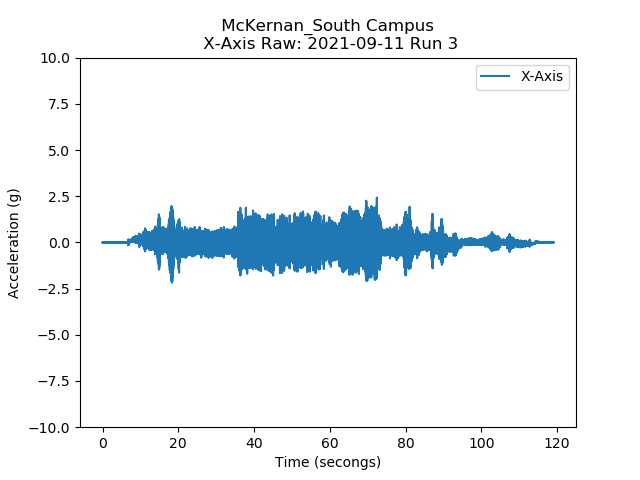 McKernan_South Campus
X-Axis Raw: 2021-09-11 Run 3
X-Axis
Acceleration (g)
10.0
7.5
5.0
2.5
0.0
−2.5
−5.0
−7.5
−10.0
0 20 40 60 80 100 120
Time (secongs)